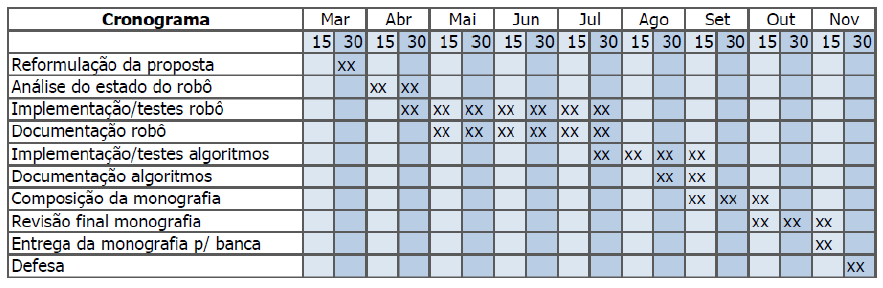 Cronograma Mar Abr Mai Jun Jul Ago Set Out Nov
15 30 15 30 15 30 15 30 15 30 15 30 15 30 15 30 15 30
Reformulação da proposta xx
Análise do estado do robô xx xx
Implementação/testes robô xx xx xx xx xx xx xx
Documentação robô xx xx xx xx xx xx
Implementação/testes algoritmos xx xx xx xx
Documentação algoritmos xx xx
Composição da monografia xx xx xx
Revisão final monografia xx xx xx
Entrega da monografia p/ banca xx
Defesa xx